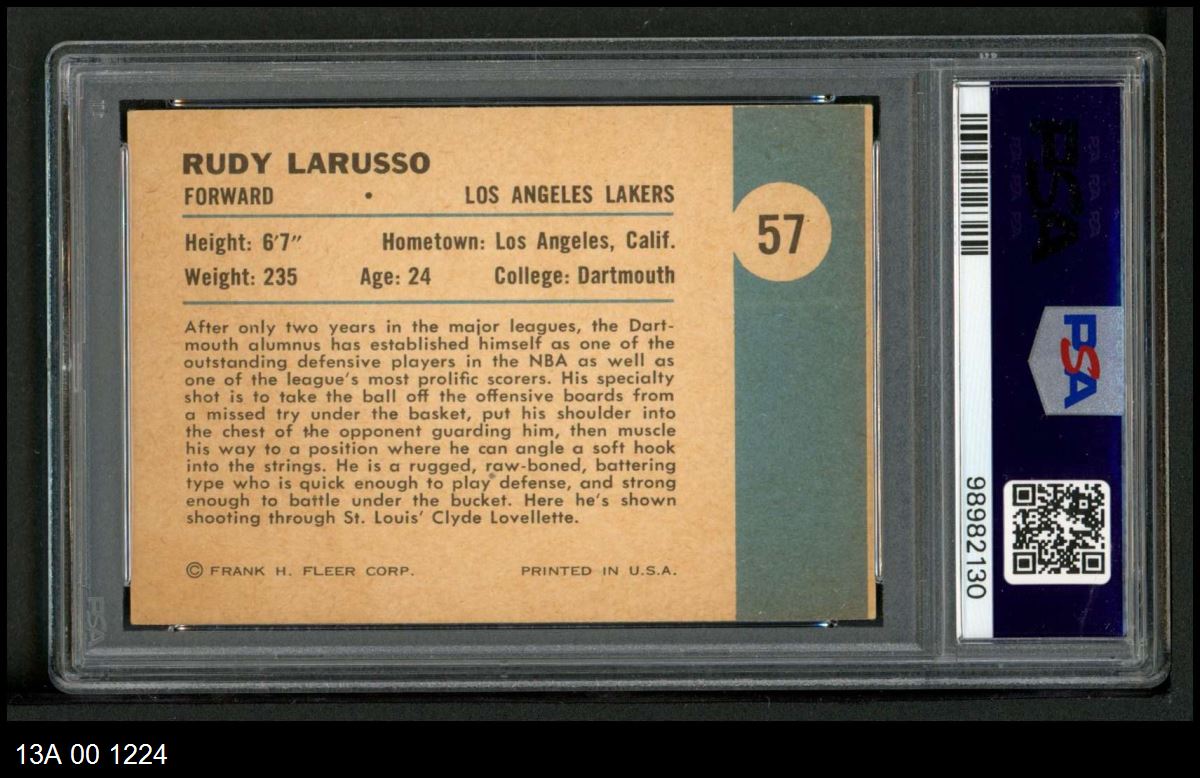 RUDY LARUSSO
FORWARD • LOS ANGELES LAKERS
Height: 6'7" Hometown: Los Angeles, Calif.
Weight: 235 Age: 24 College: Dartmouth
57
After only two years in the major leagues, the Dart-
mouth alumnus has established himself as one of the
outstanding defensive players in the NBA as well as
one of the league's most prolific scorers. His specialty
shot is to take the ball off the offensive boards from
a missed try under the basket, put his shoulder into
the chest of the opponent guarding him, then muscle
his way to a position where he can angle a soft hook
into the strings. He is a rugged, raw-boned, battering
type who is quick enough to play defense, and strong
enough to battle under the bucket. Here he's shown
shooting through St. Louis' Clyde Lovellette.
© FRANK H. FLEER CORP. PRINTED IN U.S.A.
PSA
PSA
98982130
PSA
13A 00 1224